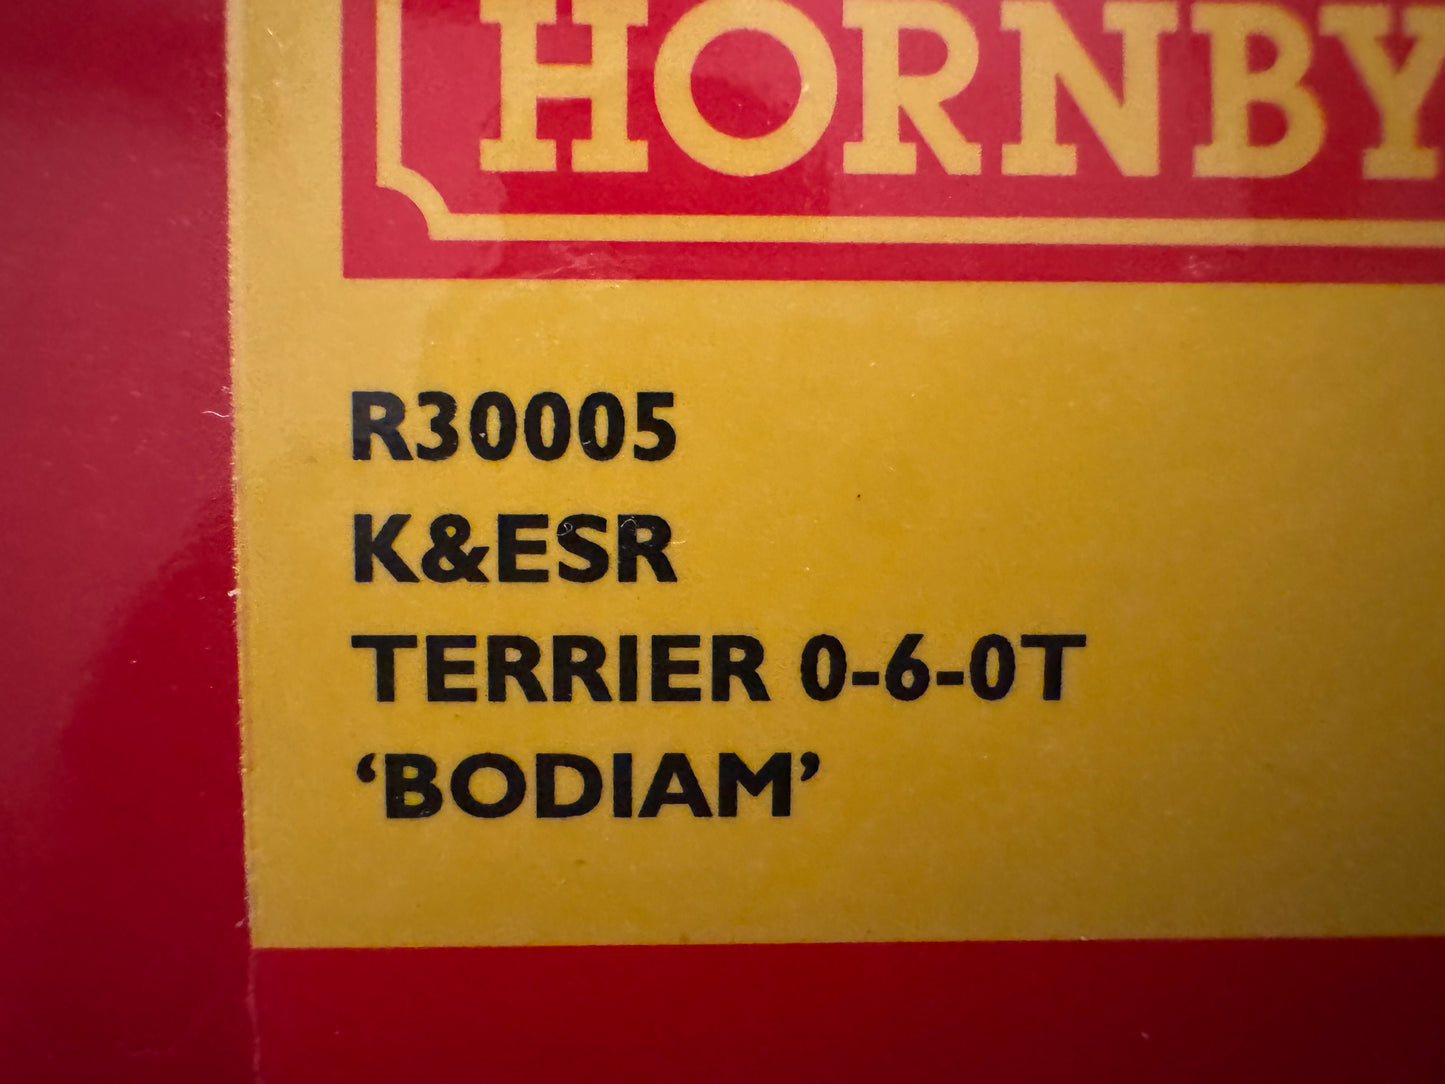 HORNBY
R30005
K&ESR
TERRIER 0-6-0T
‘BODIAM’